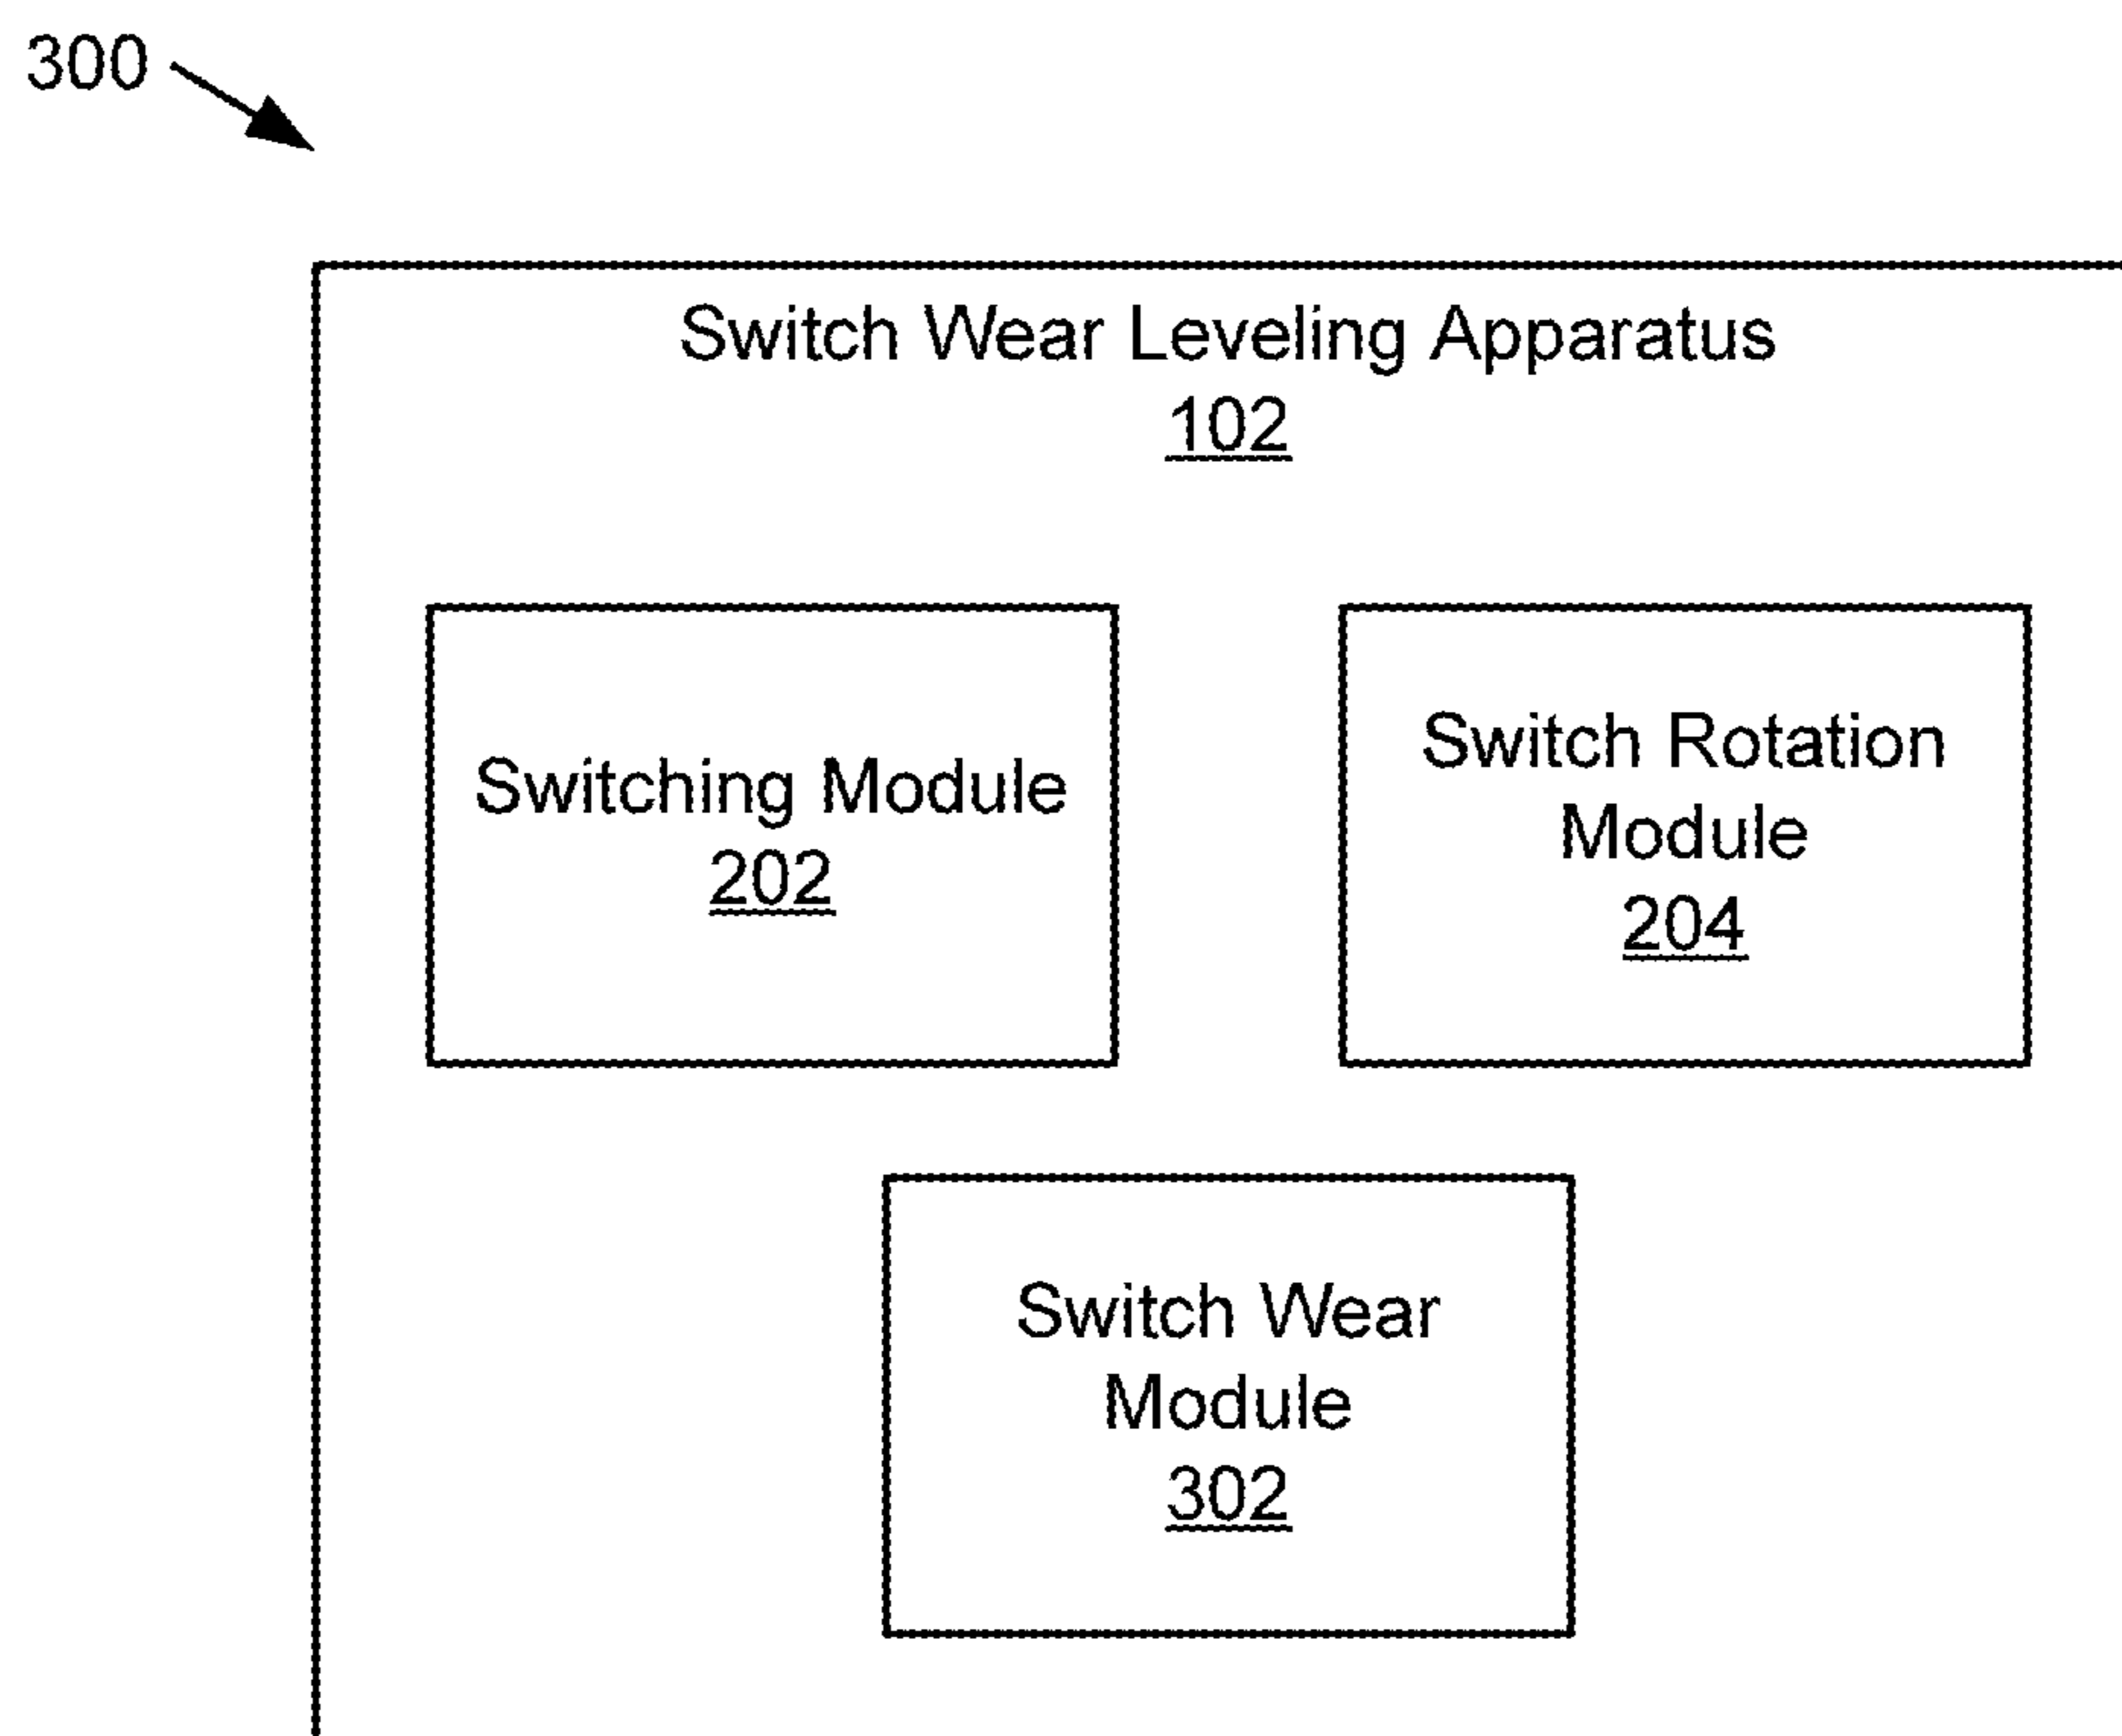 300
Switch Wear Leveling Apparatus
102
Switching Module
202
Switch Rotation
Module
204
Switch Wear
Module
302